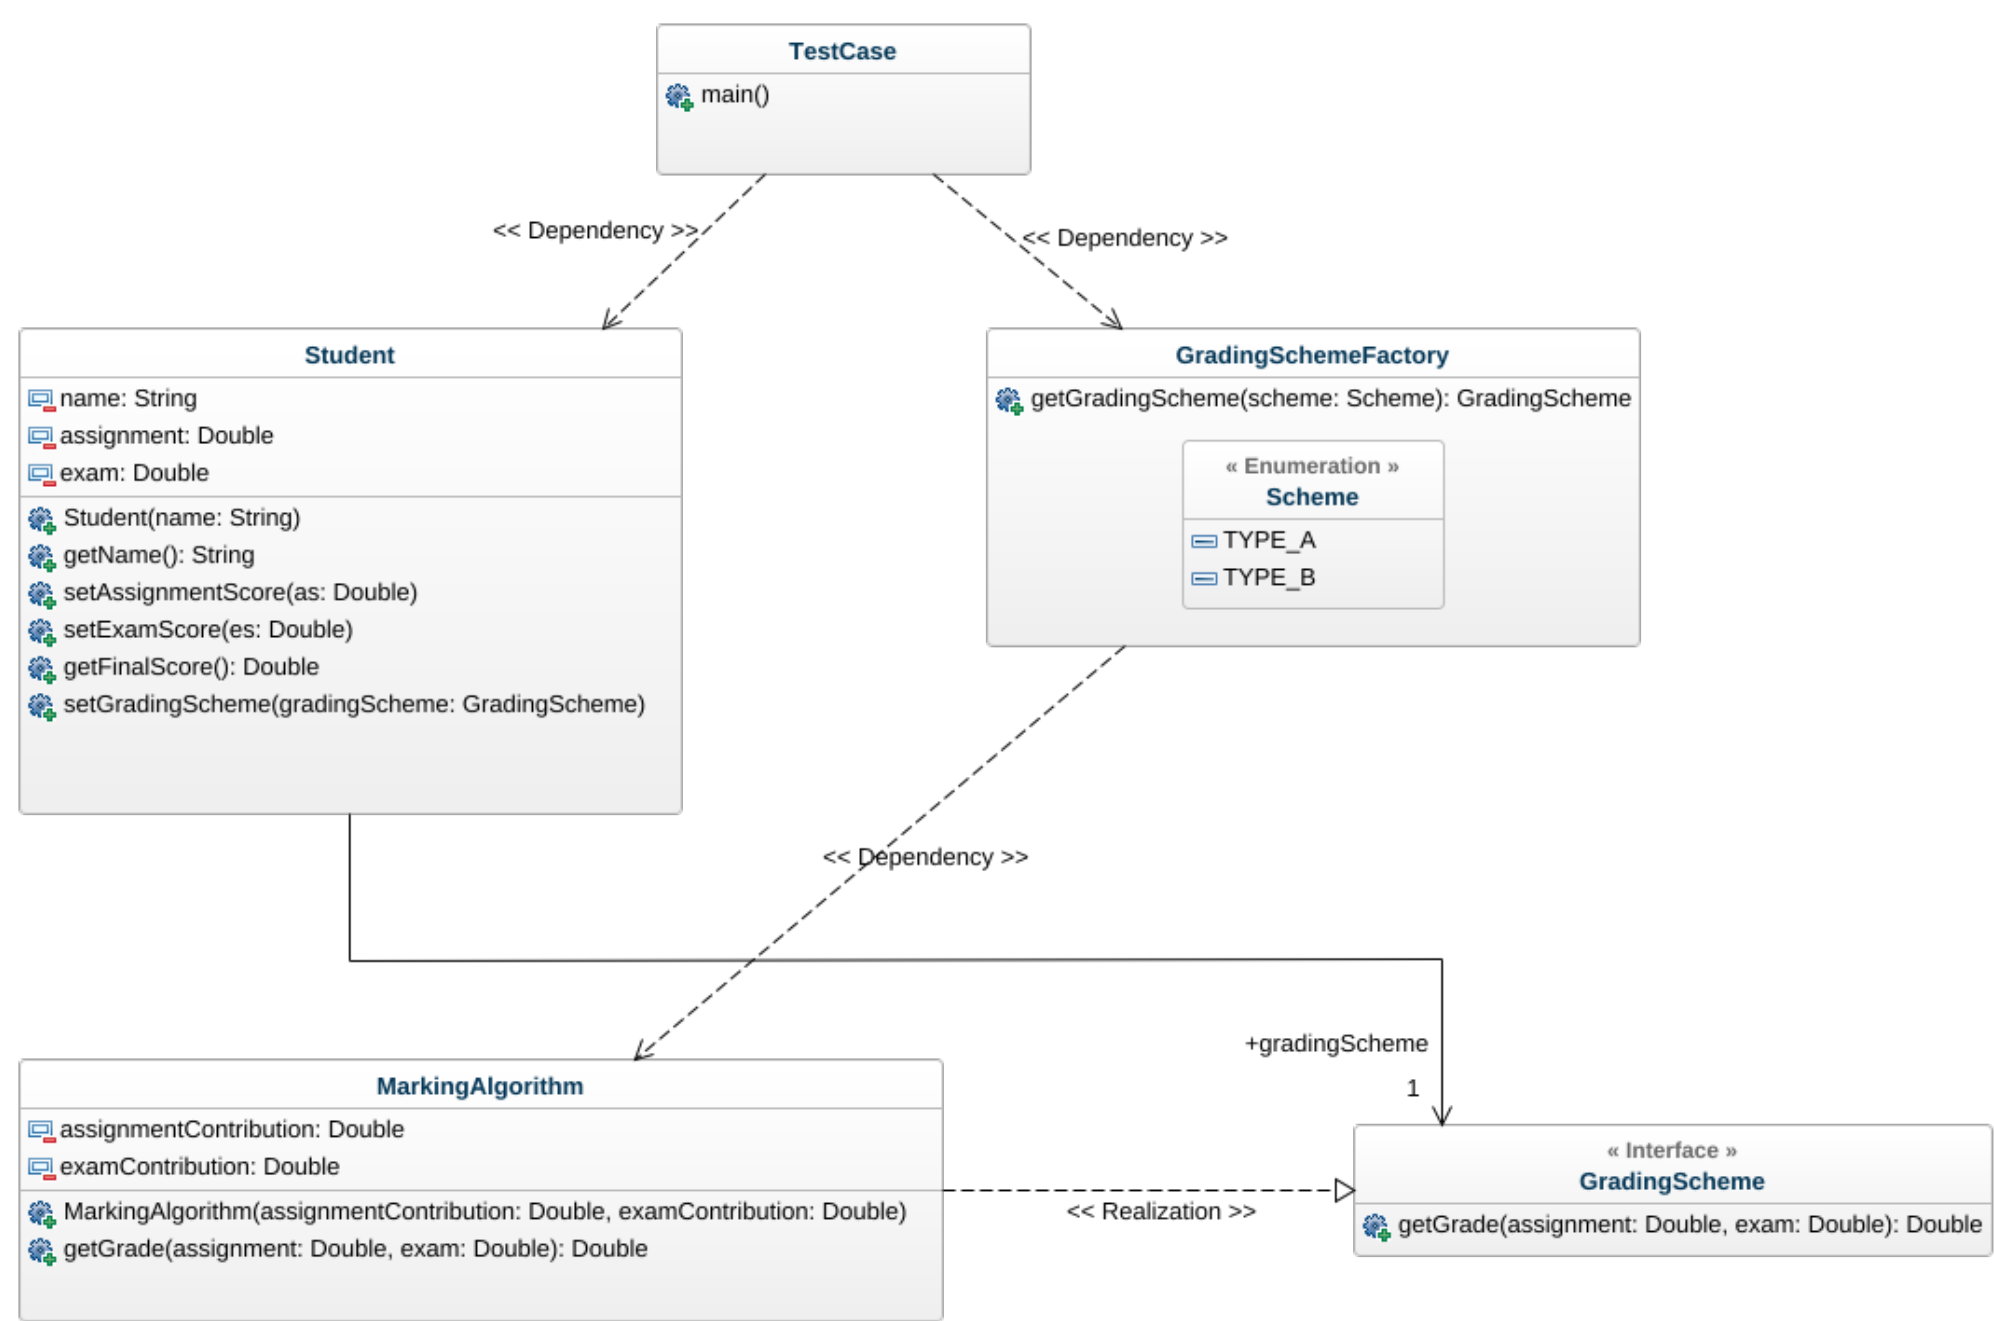 TestCase
main()
<< Dependency >>
<< Dependency >>
Student
name: String
assignment: Double
exam: Double
Student(name: String)
getName(): String
setAssignmentScore(as: Double)
setExamScore(es: Double)
getFinalScore(): Double
setGradingScheme(gradingScheme: GradingScheme)
GradingSchemeFactory
getGradingScheme(scheme: Scheme): GradingScheme
« Enumeration »
Scheme
TYPE_A
TYPE_B
<< Dependency >>
+gradingScheme
1
MarkingAlgorithm
assignmentContribution: Double
examContribution: Double
MarkingAlgorithm(assignmentContribution: Double, examContribution: Double)
getGrade(assignment: Double, exam: Double): Double
<< Realization >>
« Interface »
GradingScheme
getGrade(assignment: Double, exam: Double): Double